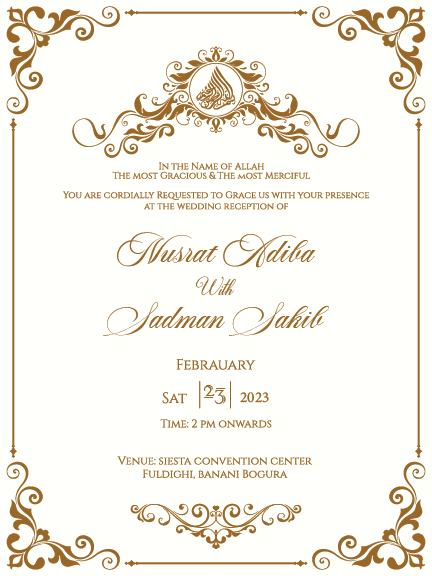 In the Name of Allah
The most Gracious & The most Merciful
You are cordially Requested to Grace us with your presence
at the wedding reception of
Nusrat Adiba
With
Sadman Sakib
Febrauary
Sat 23 2023
Time: 2 pm onwards
Venue: siesta convention center
Fuldighi, banani Bogura